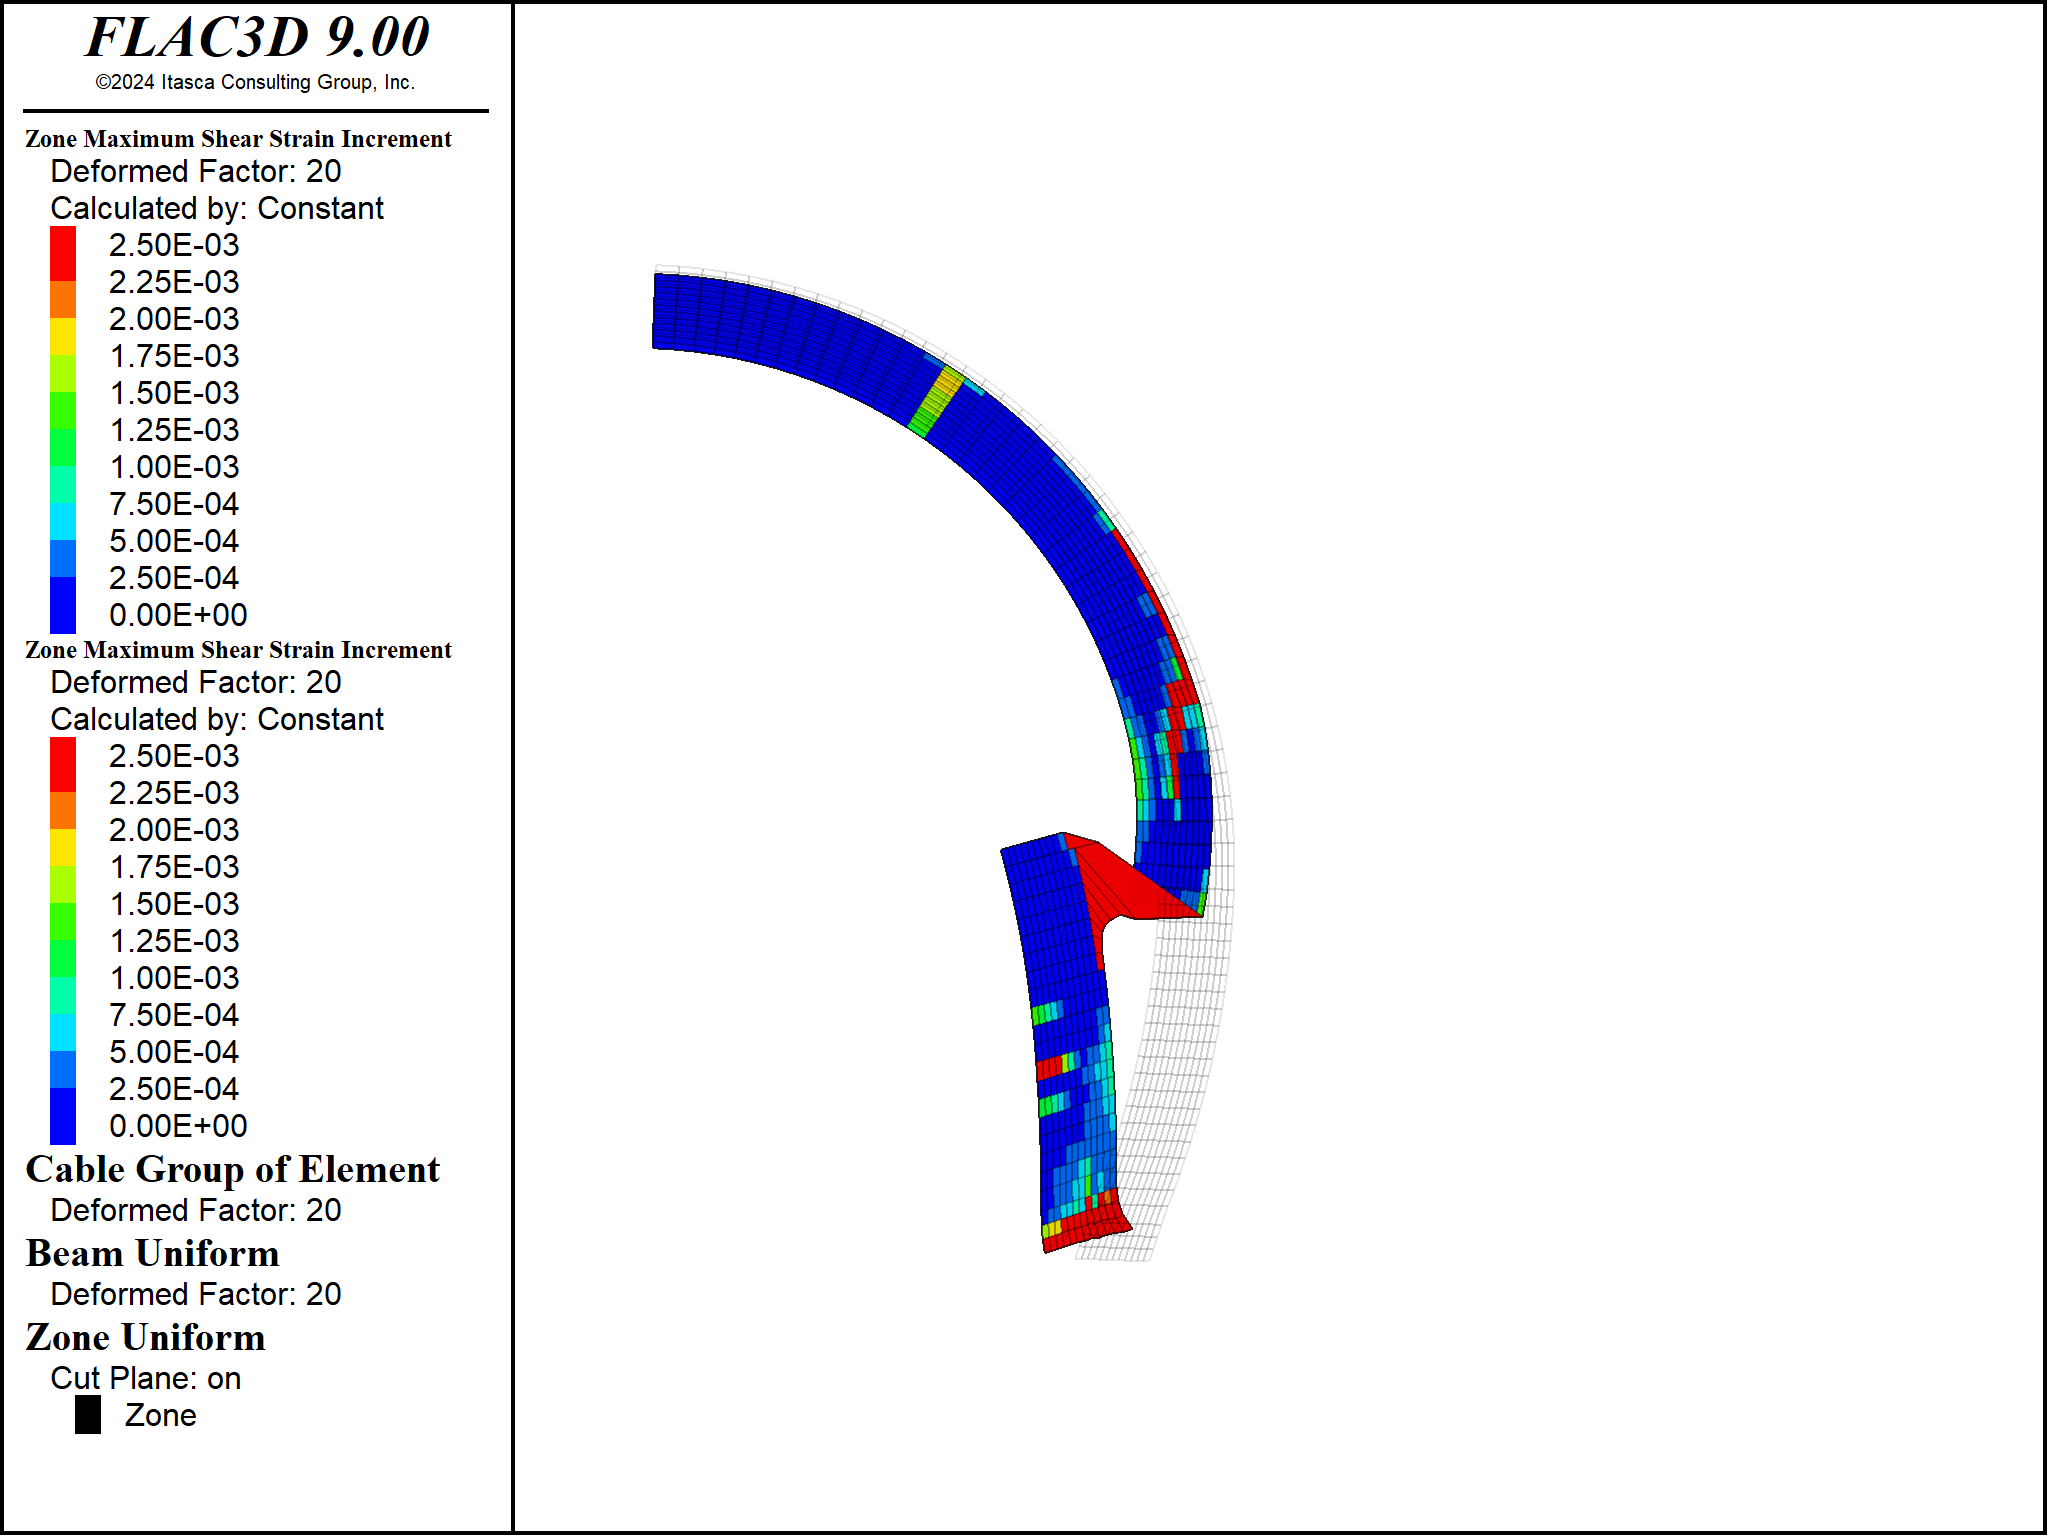 FLAC3D 9.00
©2024 Itasca Consulting Group, Inc.
Zone Maximum Shear Strain Increment
Deformed Factor: 20
Calculated by: Constant
2.50E-03
2.25E-03
2.00E-03
1.75E-03
1.50E-03
1.25E-03
1.00E-03
7.50E-04
5.00E-04
2.50E-04
0.00E+00
Zone Maximum Shear Strain Increment
Deformed Factor: 20
Calculated by: Constant
2.50E-03
2.25E-03
2.00E-03
1.75E-03
1.50E-03
1.25E-03
1.00E-03
7.50E-04
5.00E-04
2.50E-04
0.00E+00
Cable Group of Element
Deformed Factor: 20
Beam Uniform
Deformed Factor: 20
Zone Uniform
Cut Plane: on
Zone